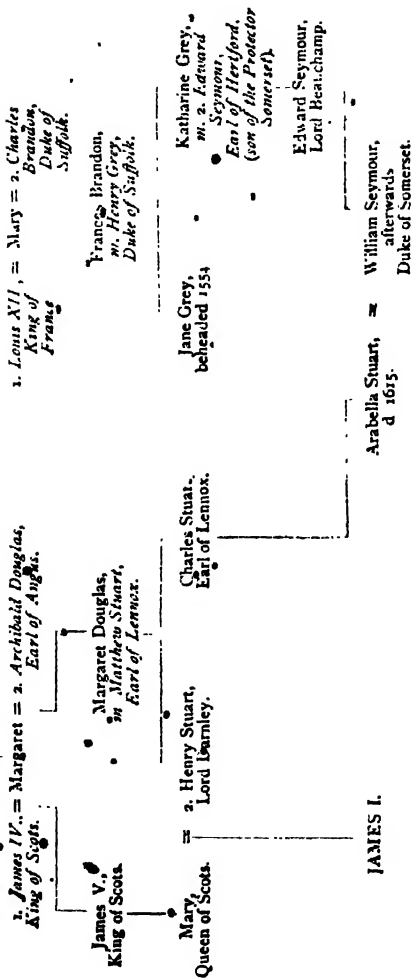 1. James IV., = Margaret = 2. Archibald Douglas,
King of Scots.
Earl of Angus.
1. Louis XII, = Mary = 2. Charles
King of
France
Brandon,
Duke of
Suffolk.
James V.,
King of Scots.
Margaret Douglas,
m Matthew Stuart,
Earl of Lennox.
Frances Brandon,
m. Henry Grey,
Duke of Suffolk.
Mary,
Queen of Scots.
=
2. Henry Stuart,
Lord Darnley.
Charles Stuart,
Earl of Lennox.
Jane Grey,
beheaded 1554
Katharine Grey,
m. 2. Edward
Seymour,
Earl of Hertford,
(son of the Protector
Somerset).
Edward Seymour,
Lord Beauchamp.
JAMES I.
Arabella Stuart,
d 1615.
=
William Seymour,
afterwards
Duke of Somerset.